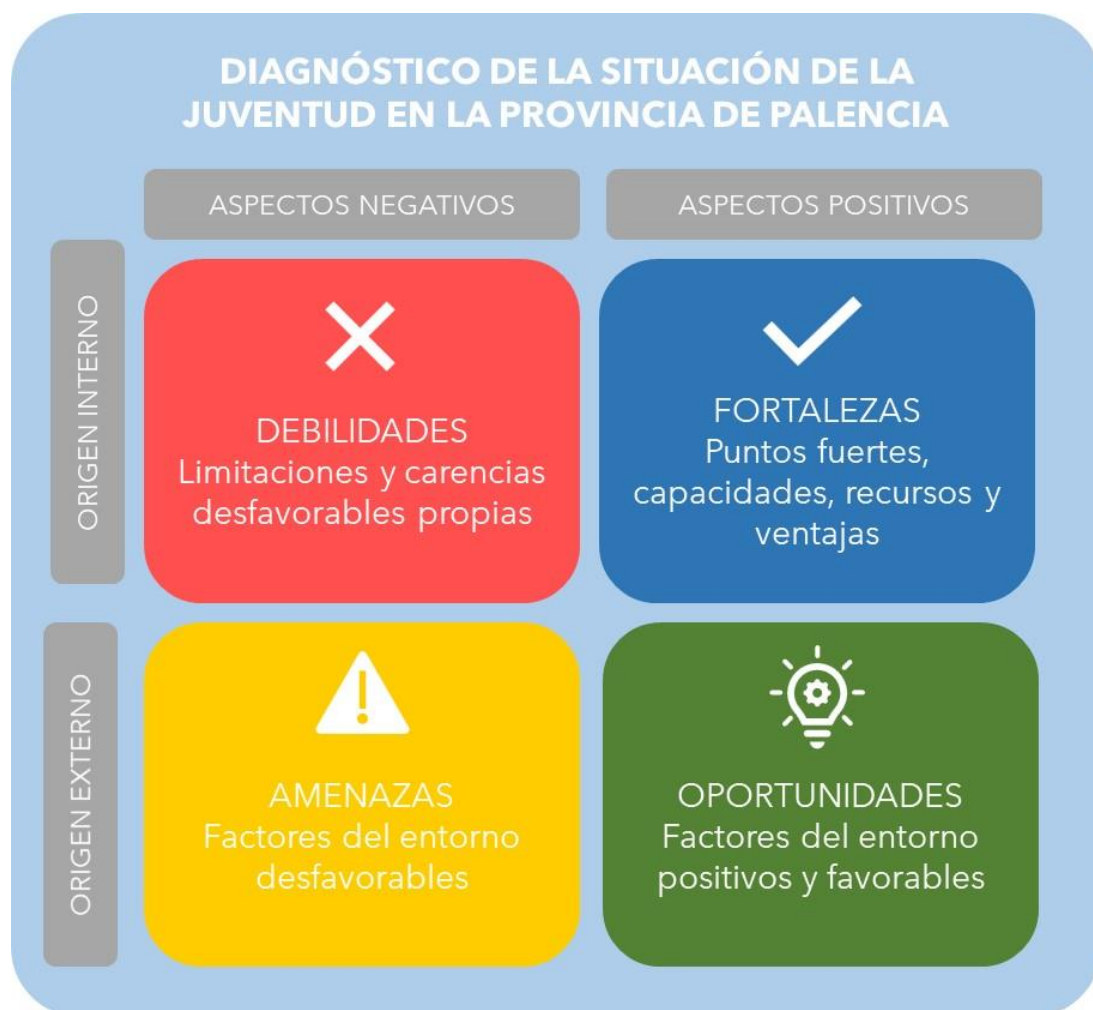 DIAGNÓSTICO DE LA SITUACIÓN DE LA
JUVENTUD EN LA PROVINCIA DE PALENCIA
ASPECTOS NEGATIVOS
ASPECTOS POSITIVOS
ORIGEN INTERNO
DEBILIDADES
Limitaciones y carencias
desfavorables propias
FORTALEZAS
Puntos fuertes,
capacidades, recursos y
ventajas
ORIGEN EXTERNO
AMENAZAS
Factores del entorno
desfavorables
OPORTUNIDADES
Factores del entorno
positivos y favorables